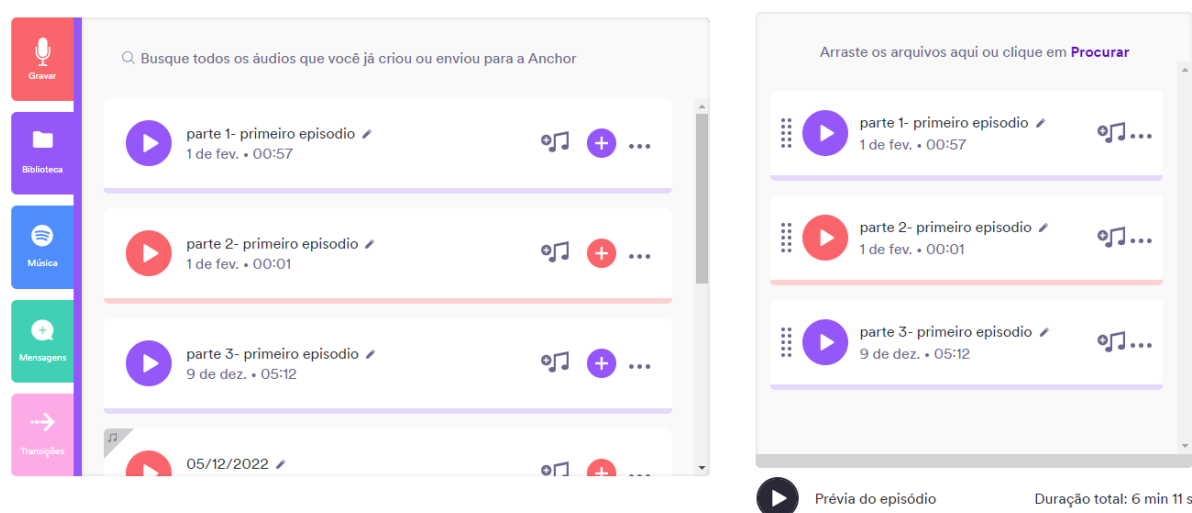 Gravar
Biblioteca
Música
Mensagens
Transições
Busque todos os áudios que você já criou ou enviou para a Anchor
parte 1- primeiro episodio
1 de fev. • 00:57
parte 2- primeiro episodio
1 de fev. • 00:01
parte 3- primeiro episodio
9 de dez. • 05:12
05/12/2022
Arraste os arquivos aqui ou clique em Procurar
parte 1- primeiro episodio
1 de fev. • 00:57
parte 2- primeiro episodio
1 de fev. • 00:01
parte 3- primeiro episodio
9 de dez. • 05:12
Prévia do episódio
Duração total: 6 min 11 s